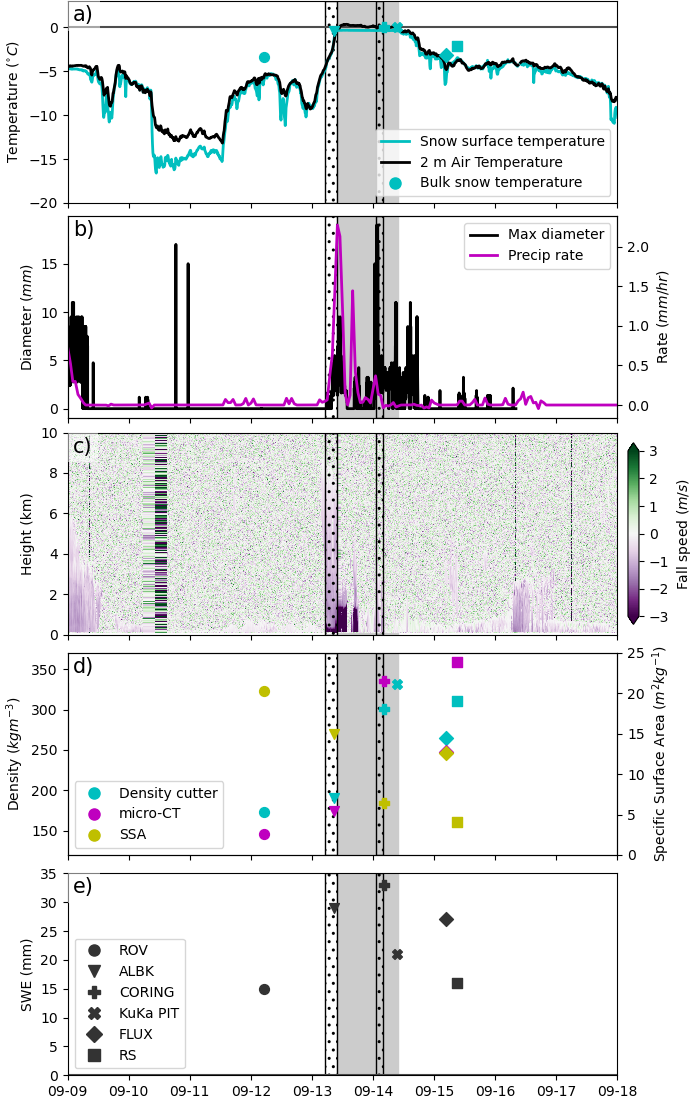 a)
Temperature (°C)
0
−5
−10
−15
−20
Snow surface temperature
2 m Air Temperature
Bulk snow temperature
b)
Diameter (mm)
15
10
5
0
Max diameter
Precip rate
2.0
1.5
1.0
0.5
0.0
Rate (mm/hr)
c)
Height (km)
10
8
6
4
2
0
3
2
1
0
−1
−2
−3
Fall speed (m/s)
d)
Density (kgm⁻³)
350
300
250
200
150
Density cutter
micro-CT
SSA
25
20
15
10
5
0
Specific Surface Area (m²kg⁻¹)
e)
SWE (mm)
35
30
25
20
15
10
5
0
ROV
ALBK
CORING
KuKa PIT
FLUX
RS
09-09 09-10 09-11 09-12 09-13 09-14 09-15 09-16 09-17 09-18